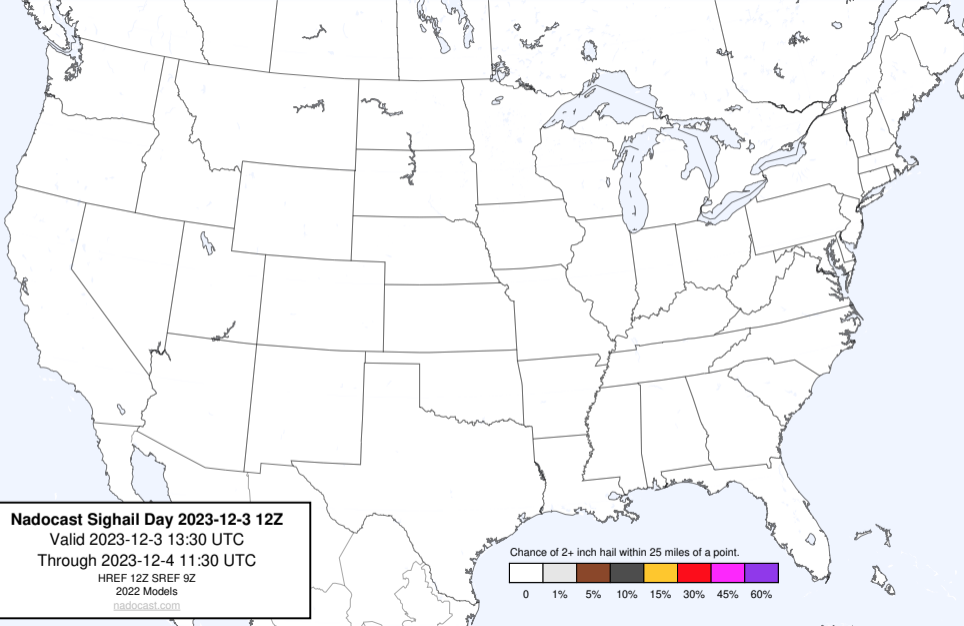 Nadocast Sighail Day 2023-12-3 12Z
Valid 2023-12-3 13:30 UTC
Through 2023-12-4 11:30 UTC
HREF 12Z SREF 9Z
2022 Models
nadocast.com
Chance of 2+ inch hail within 25 miles of a point.
0 1% 5% 10% 15% 30% 45% 60%